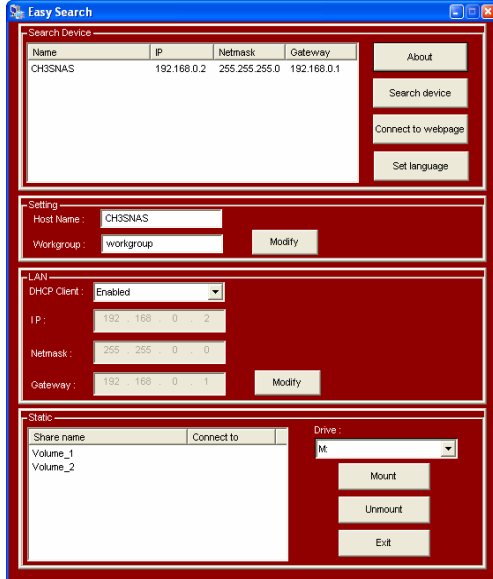 Easy Search
Search Device
Name IP Netmask Gateway
CH3SNAS 192.168.0.2 255.255.255.0 192.168.0.1
About
Search device
Connect to webpage
Set language
Setting
Host Name : CH3SNAS
Workgroup : workgroup
Modify
LAN
DHCP Client : Enabled
IP : 192 . 168 . 0 . 2
Netmask : 255 . 255 . 0 . 0
Gateway : 192 . 168 . 0 . 1
Modify
Static
Share name Connect to
Volume_1
Volume_2
Drive :
M:
Mount
Unmount
Exit